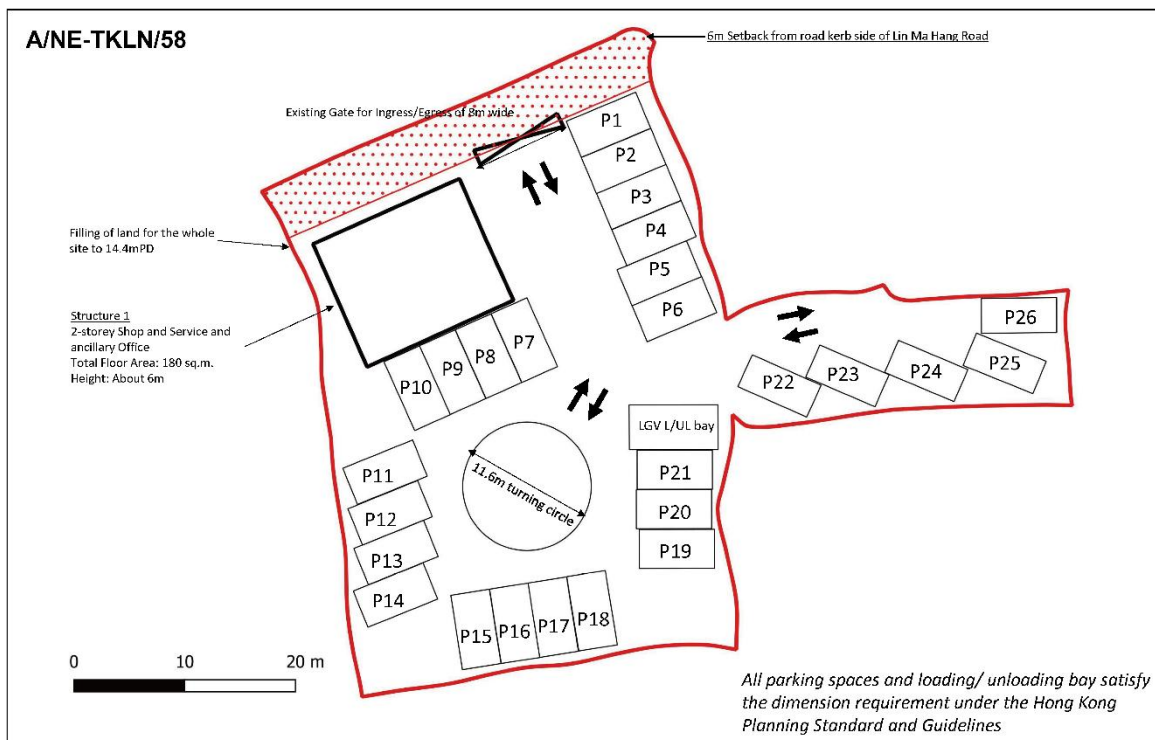 A/NE-TKLN/58
6m Setback from road kerb side of Lin Ma Hang Road
Existing Gate for Ingress/Egress of 8m wide
P1
P2
P3
P4
P5
P6
Filling of land for the whole
site to 14.4mPD
Structure 1
2-storey Shop and Service and
ancillary Office
Total Floor Area: 180 sq.m.
Height: About 6m
P10
P9
P8
P7
P26
P25
P24
P23
P22
LGV L/UL bay
P21
P20
P19
11.6m turning circle
P11
P12
P13
P14
P15
P16
P17
P18
0 10 20 m
All parking spaces and loading/ unloading bay satisfy
the dimension requirement under the Hong Kong
Planning Standard and Guidelines